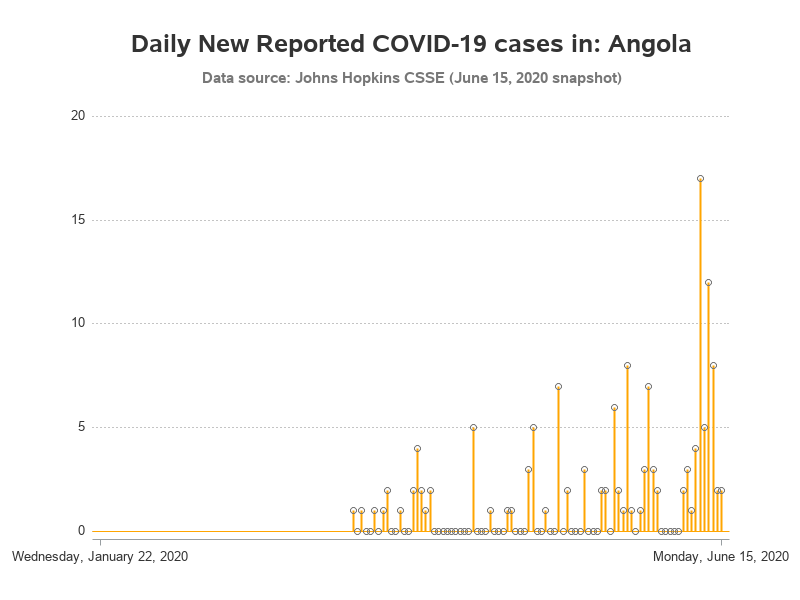 Daily New Reported COVID-19 cases in: Angola
Data source: Johns Hopkins CSSE (June 15, 2020 snapshot)
20
15
10
5
0
Wednesday, January 22, 2020
Monday, June 15, 2020